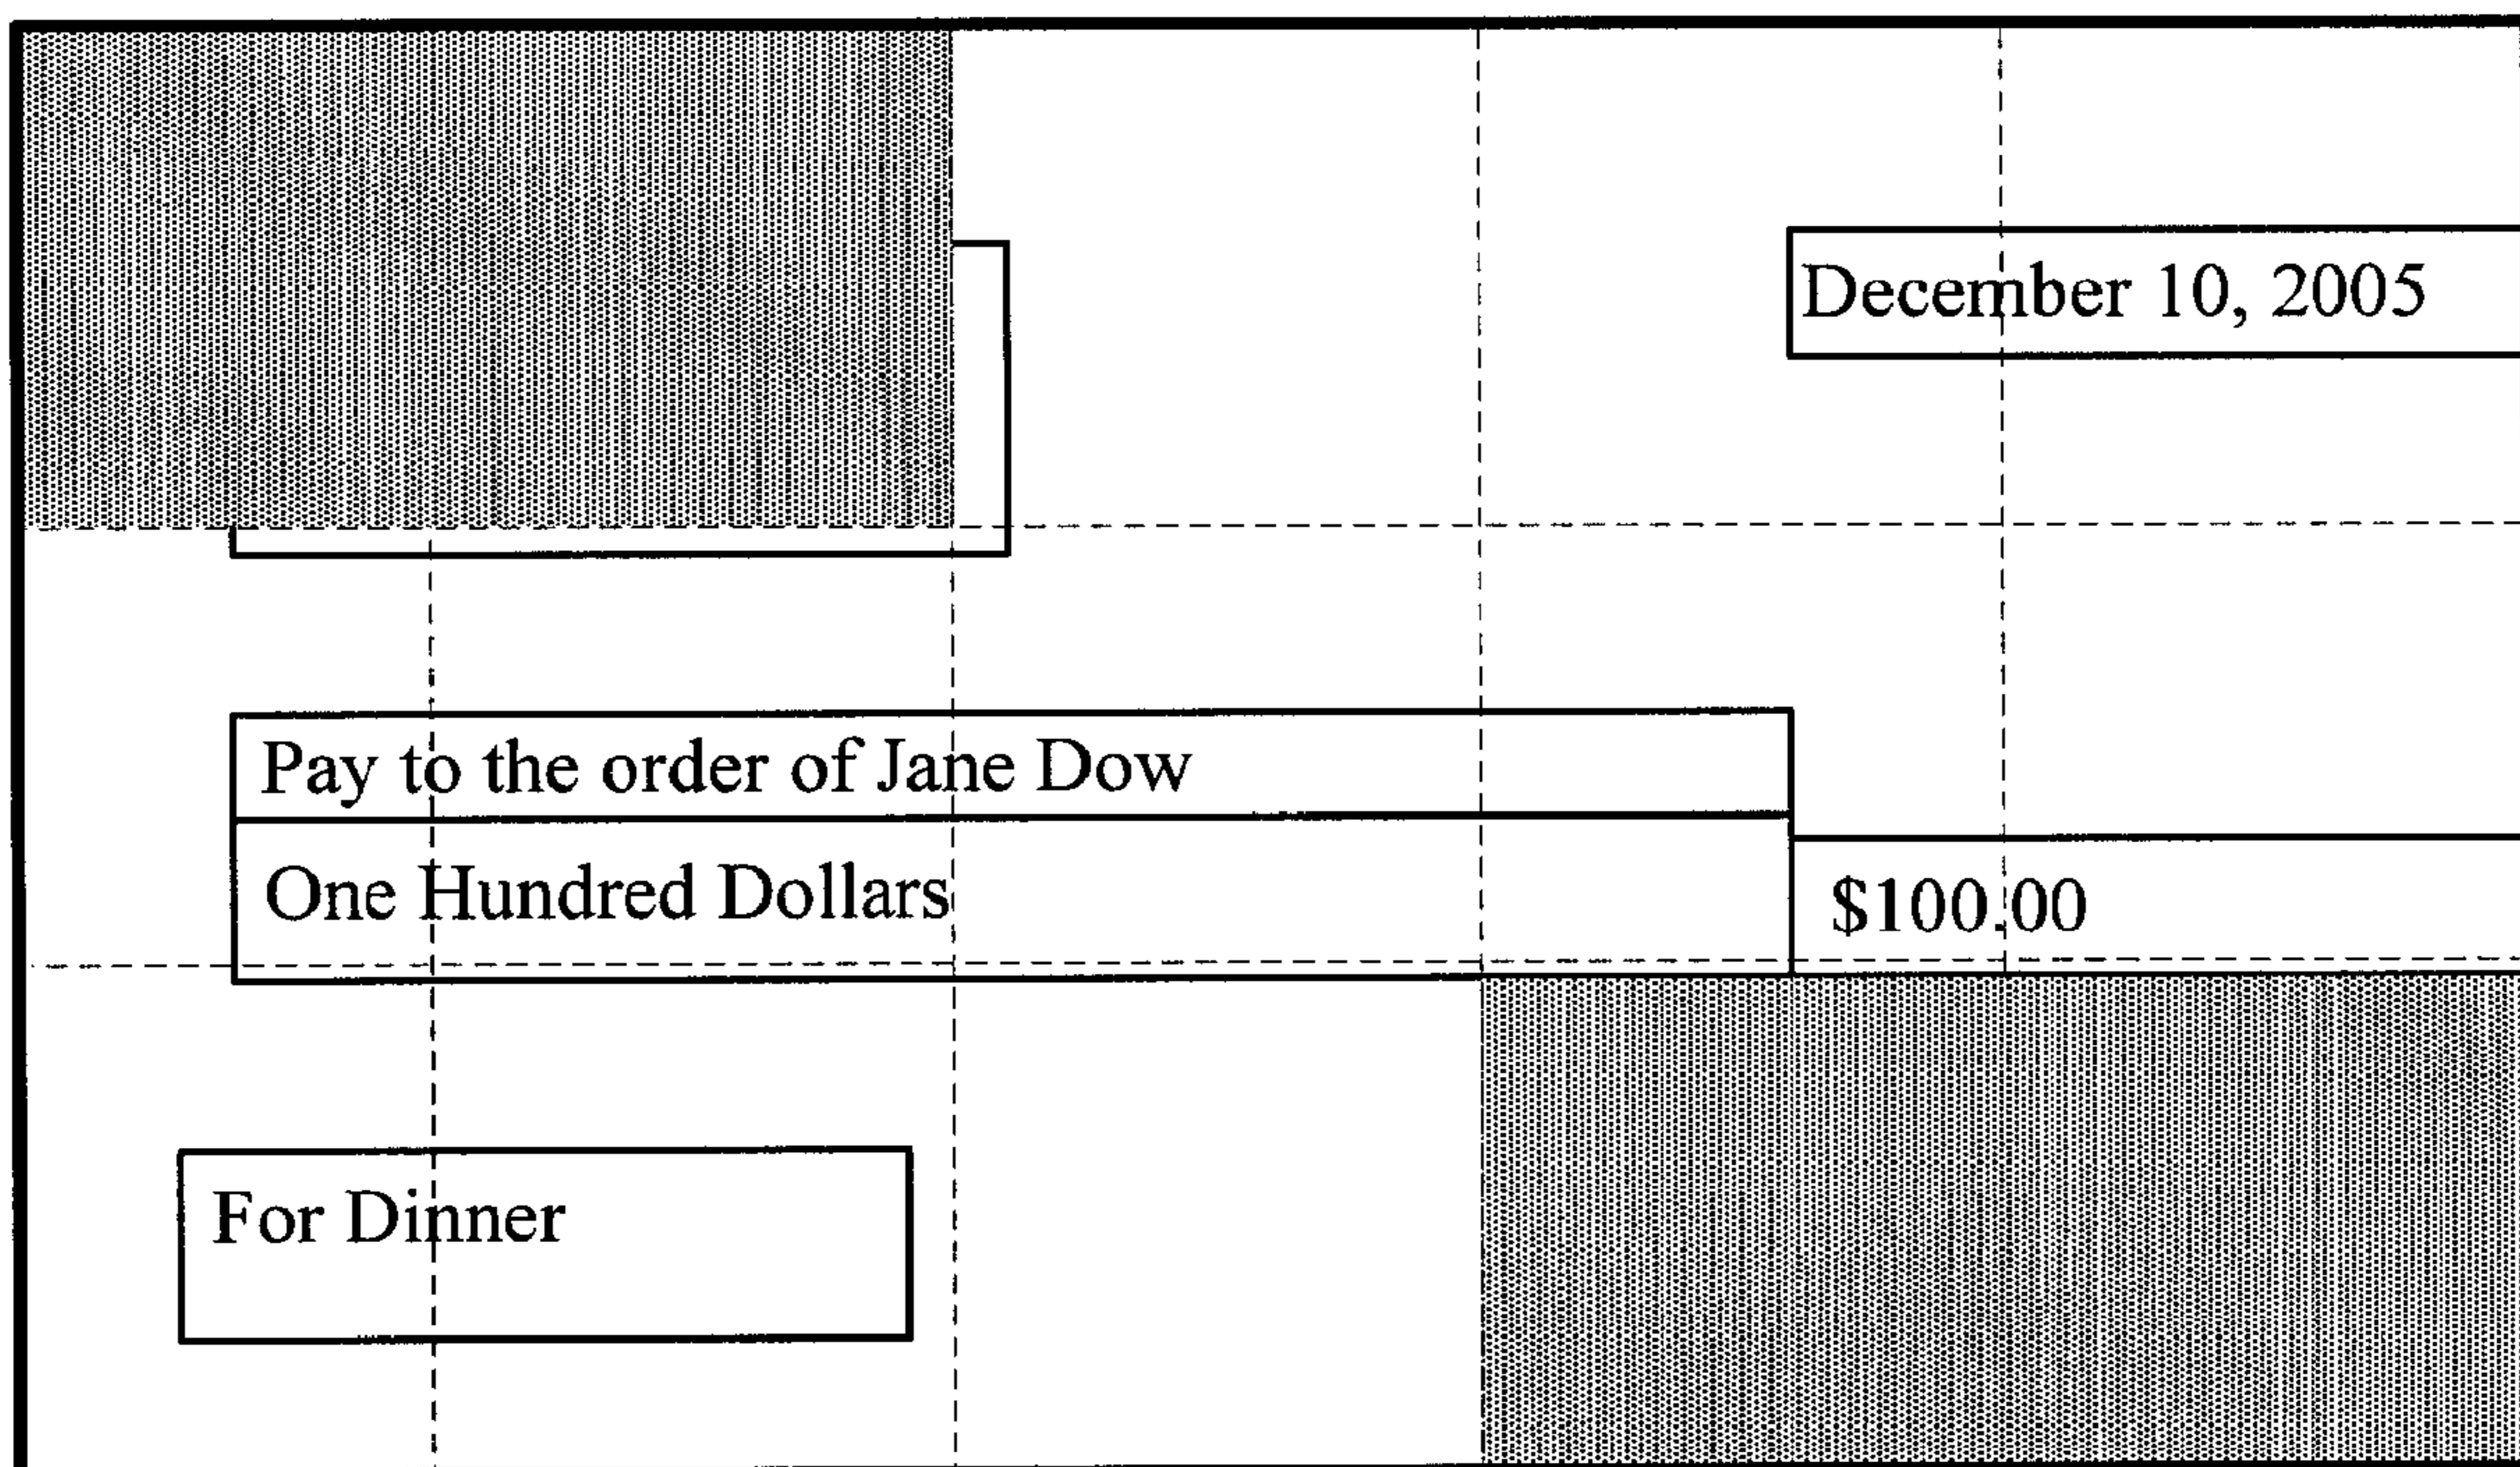 December 10, 2005
Pay to the order of Jane Dow
One Hundred Dollars
$100.00
For Dinner